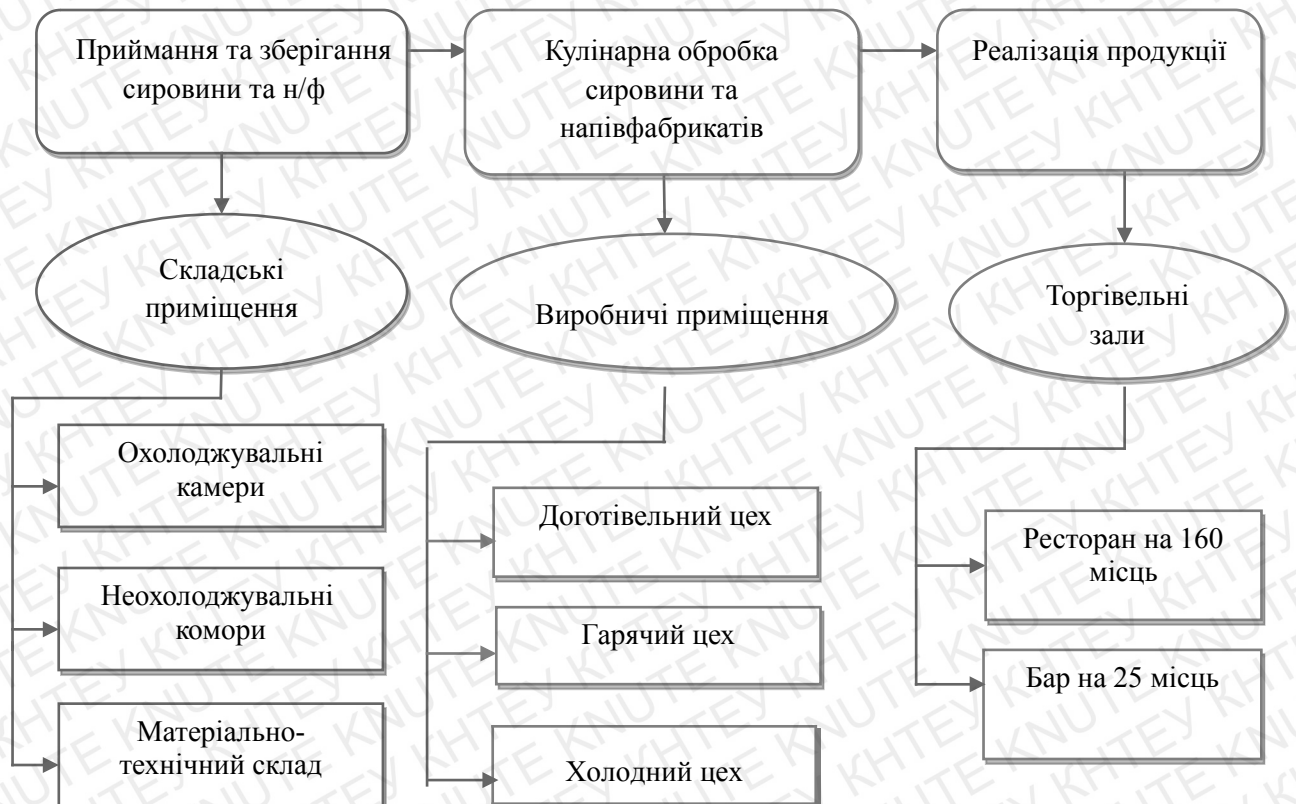 Приймання та зберігання
сировини та н/ф
Кулінарна обробка
сировини та
напівфабрикатів
Реалізація продукції
Складські
приміщення
Виробничі приміщення
Торгівельні
зали
Охолоджувальні
камери
Неохолоджувальні
комори
Матеріально-
технічний склад
Доготівельний цех
Гарячий цех
Холодний цех
Ресторан на 160
місць
Бар на 25 місць